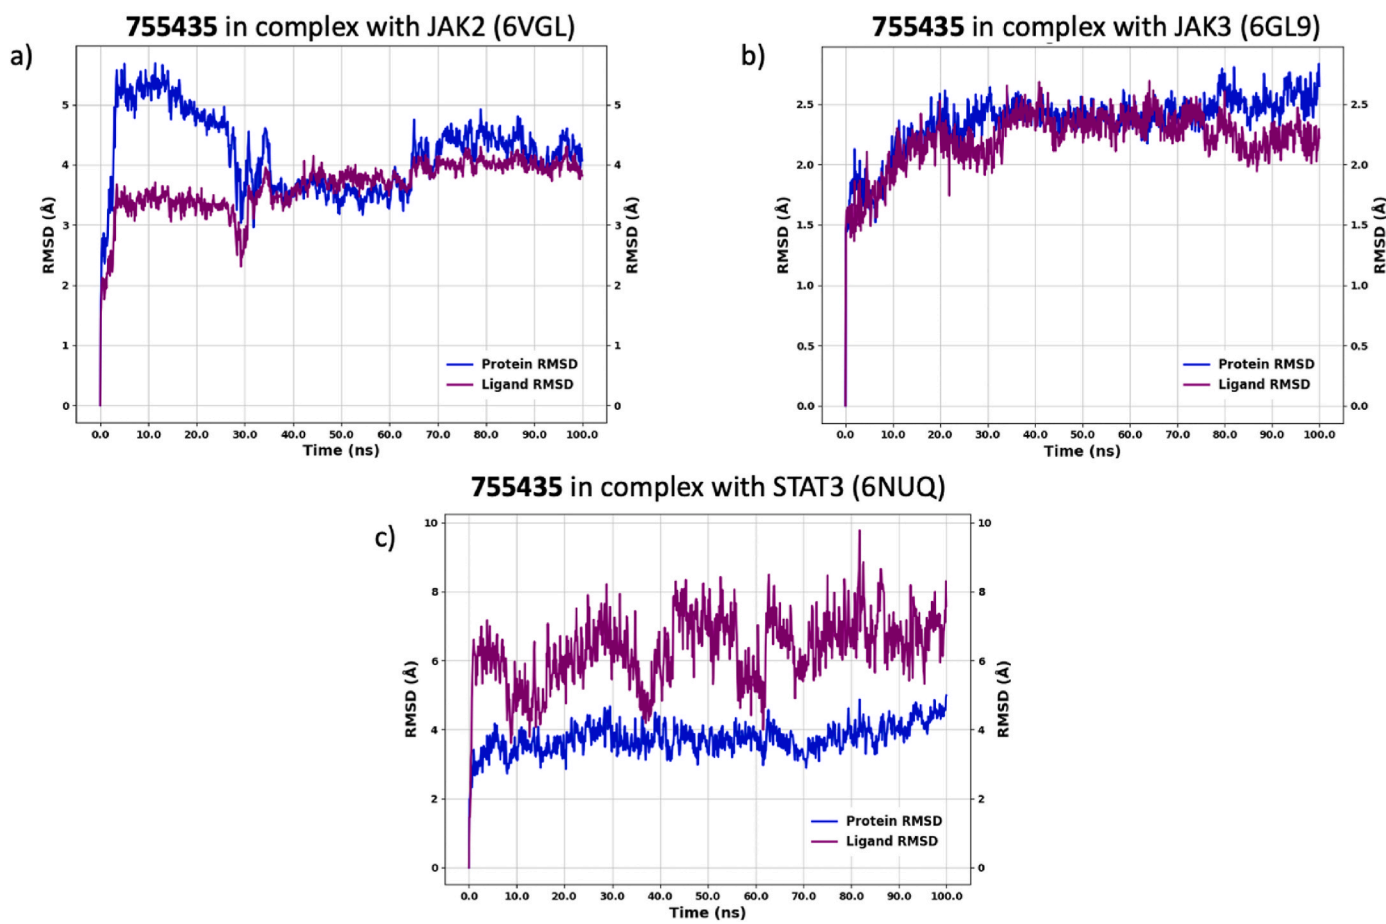 755435 in complex with JAK2 (6VGL)
a)
RMSD (Å)
5
4
3
2
1
0
5
4
3
2
1
0
RMSD (Å)
Protein RMSD
Ligand RMSD
0.0 10.0 20.0 30.0 40.0 50.0 60.0 70.0 80.0 90.0 100.0
Time (ns)
755435 in complex with JAK3 (6GL9)
b)
RMSD (Å)
2.5
2.0
1.5
1.0
0.5
0.0
2.5
2.0
1.5
1.0
0.5
0.0
RMSD (Å)
Protein RMSD
Ligand RMSD
0.0 10.0 20.0 30.0 40.0 50.0 60.0 70.0 80.0 90.0 100.0
Time (ns)
755435 in complex with STAT3 (6NUQ)
c)
RMSD (Å)
10
8
6
4
2
0
10
8
6
4
2
0
RMSD (Å)
Protein RMSD
Ligand RMSD
0.0 10.0 20.0 30.0 40.0 50.0 60.0 70.0 80.0 90.0 100.0
Time (ns)